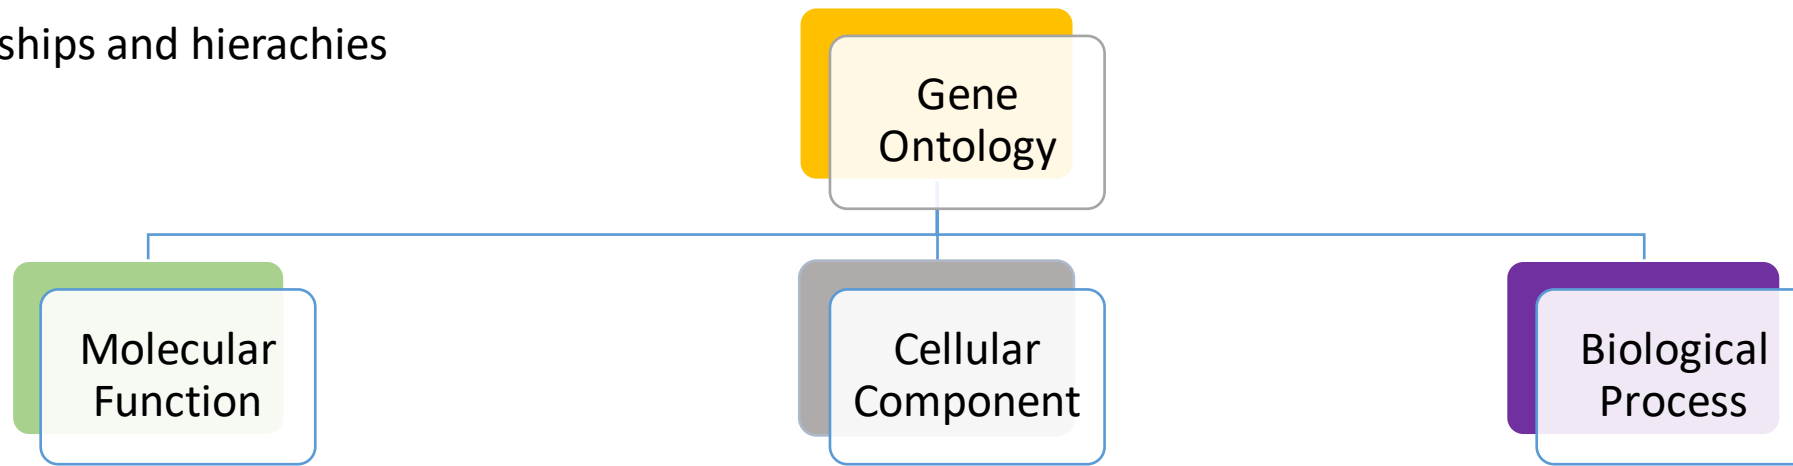 ships and hierachies
Gene
Ontology
Molecular
Function
Cellular
Component
Biological
Process